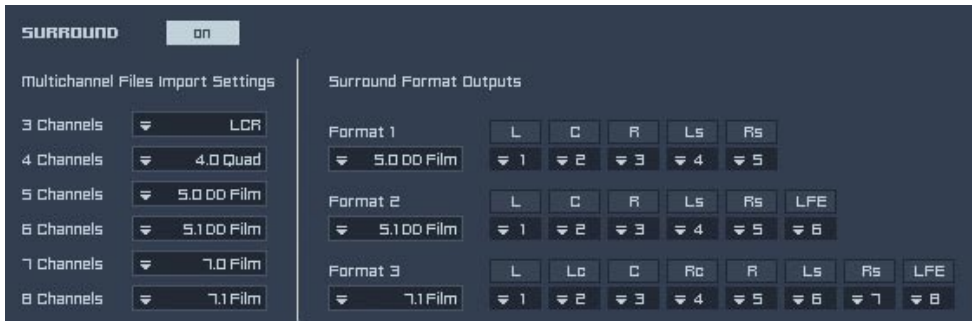 SURROUND on
Multichannel Files Import Settings
3 Channels LCR
4 Channels 4.0 Quad
5 Channels 5.0 DD Film
6 Channels 5.1 DD Film
7 Channels 7.0 Film
8 Channels 7.1 Film
Surround Format Outputs
Format 1 L C R Ls Rs
5.0 DD Film 1 2 3 4 5
Format 2 L C R Ls Rs LFE
5.1 DD Film 1 2 3 4 5 6
Format 3 L Lc C Rc R Ls Rs LFE
7.1 Film 1 2 3 4 5 6 7 8